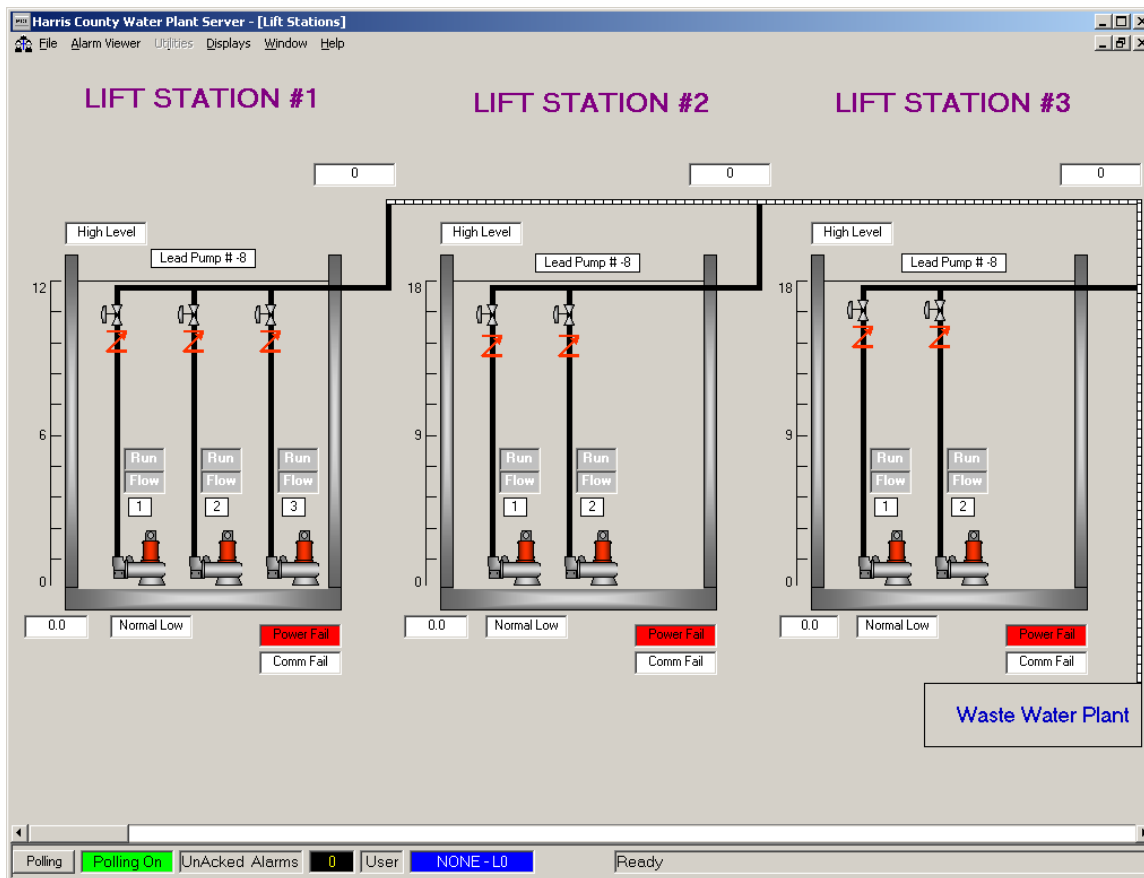 Harris County Water Plant Server - [Lift Stations]
File Alarm Viewer Utilities Displays Window Help
LIFT STATION #1 LIFT STATION #2 LIFT STATION #3
0 0 0
High Level High Level High Level
Lead Pump # -8 Lead Pump # -8 Lead Pump # -8
12 18 18
6 9 9
Run Run Run Run Run Run Run
Flow Flow Flow Flow Flow Flow Flow
1 2 3 1 2 1 2
0 0 0
0.0 Normal Low 0.0 Normal Low 0.0 Normal Low
Power Fail Power Fail Power Fail
Comm Fail Comm Fail Comm Fail
Waste Water Plant
Polling Polling On UnAcked Alarms 0 User NONE - L0 Ready